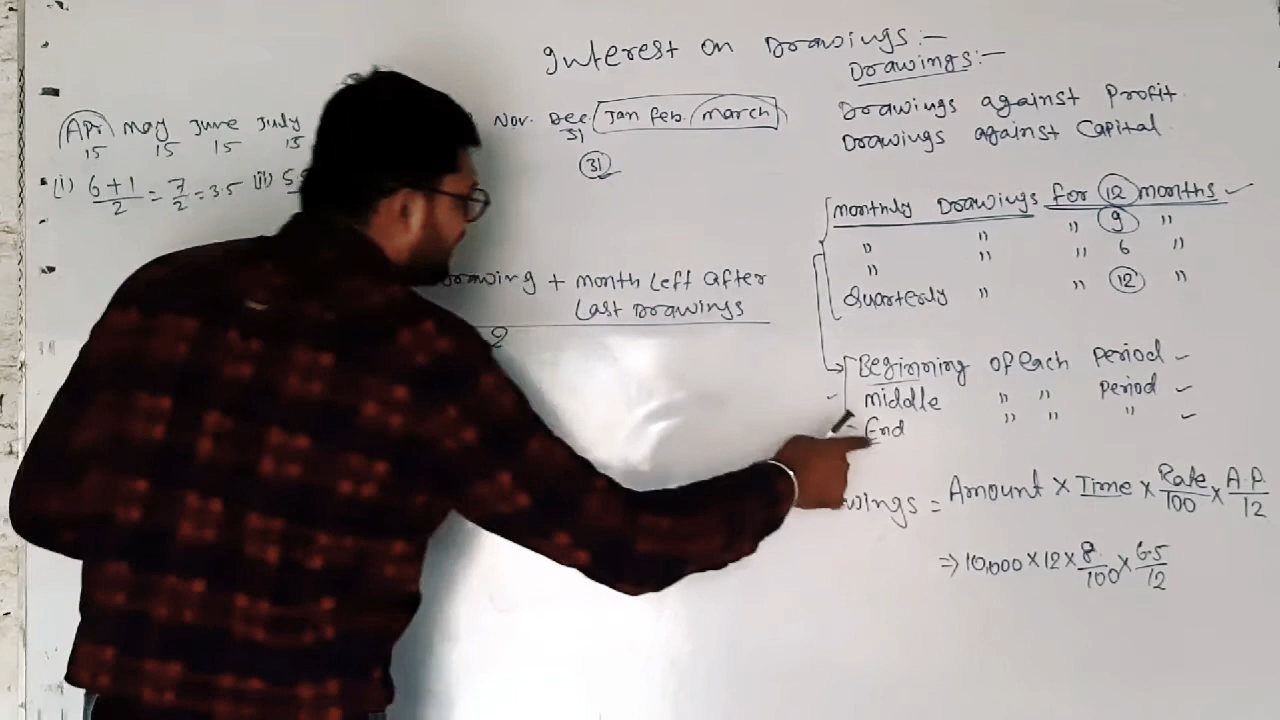 Interest on Drawings:-
Drawings:-
Apr may June July
15 15 15 15
Nov. Dec. Jan feb. march
31
31
(i) 6+1/2 = 7/2 = 3.5 (ii)
Drawing + month Left after
Last Drawings
2
Drawings against Profit
Drawings against Capital
monthly Drawings for 12 months
" " " 9 "
" " " 6 "
Quarterly " " 12 "
Beginning of each Period
middle " " Period
End " " "
wings = Amount × Time × Rate/100 × A.P./12
⇒ 10,000 × 12 × 8/100 × 6.5/12